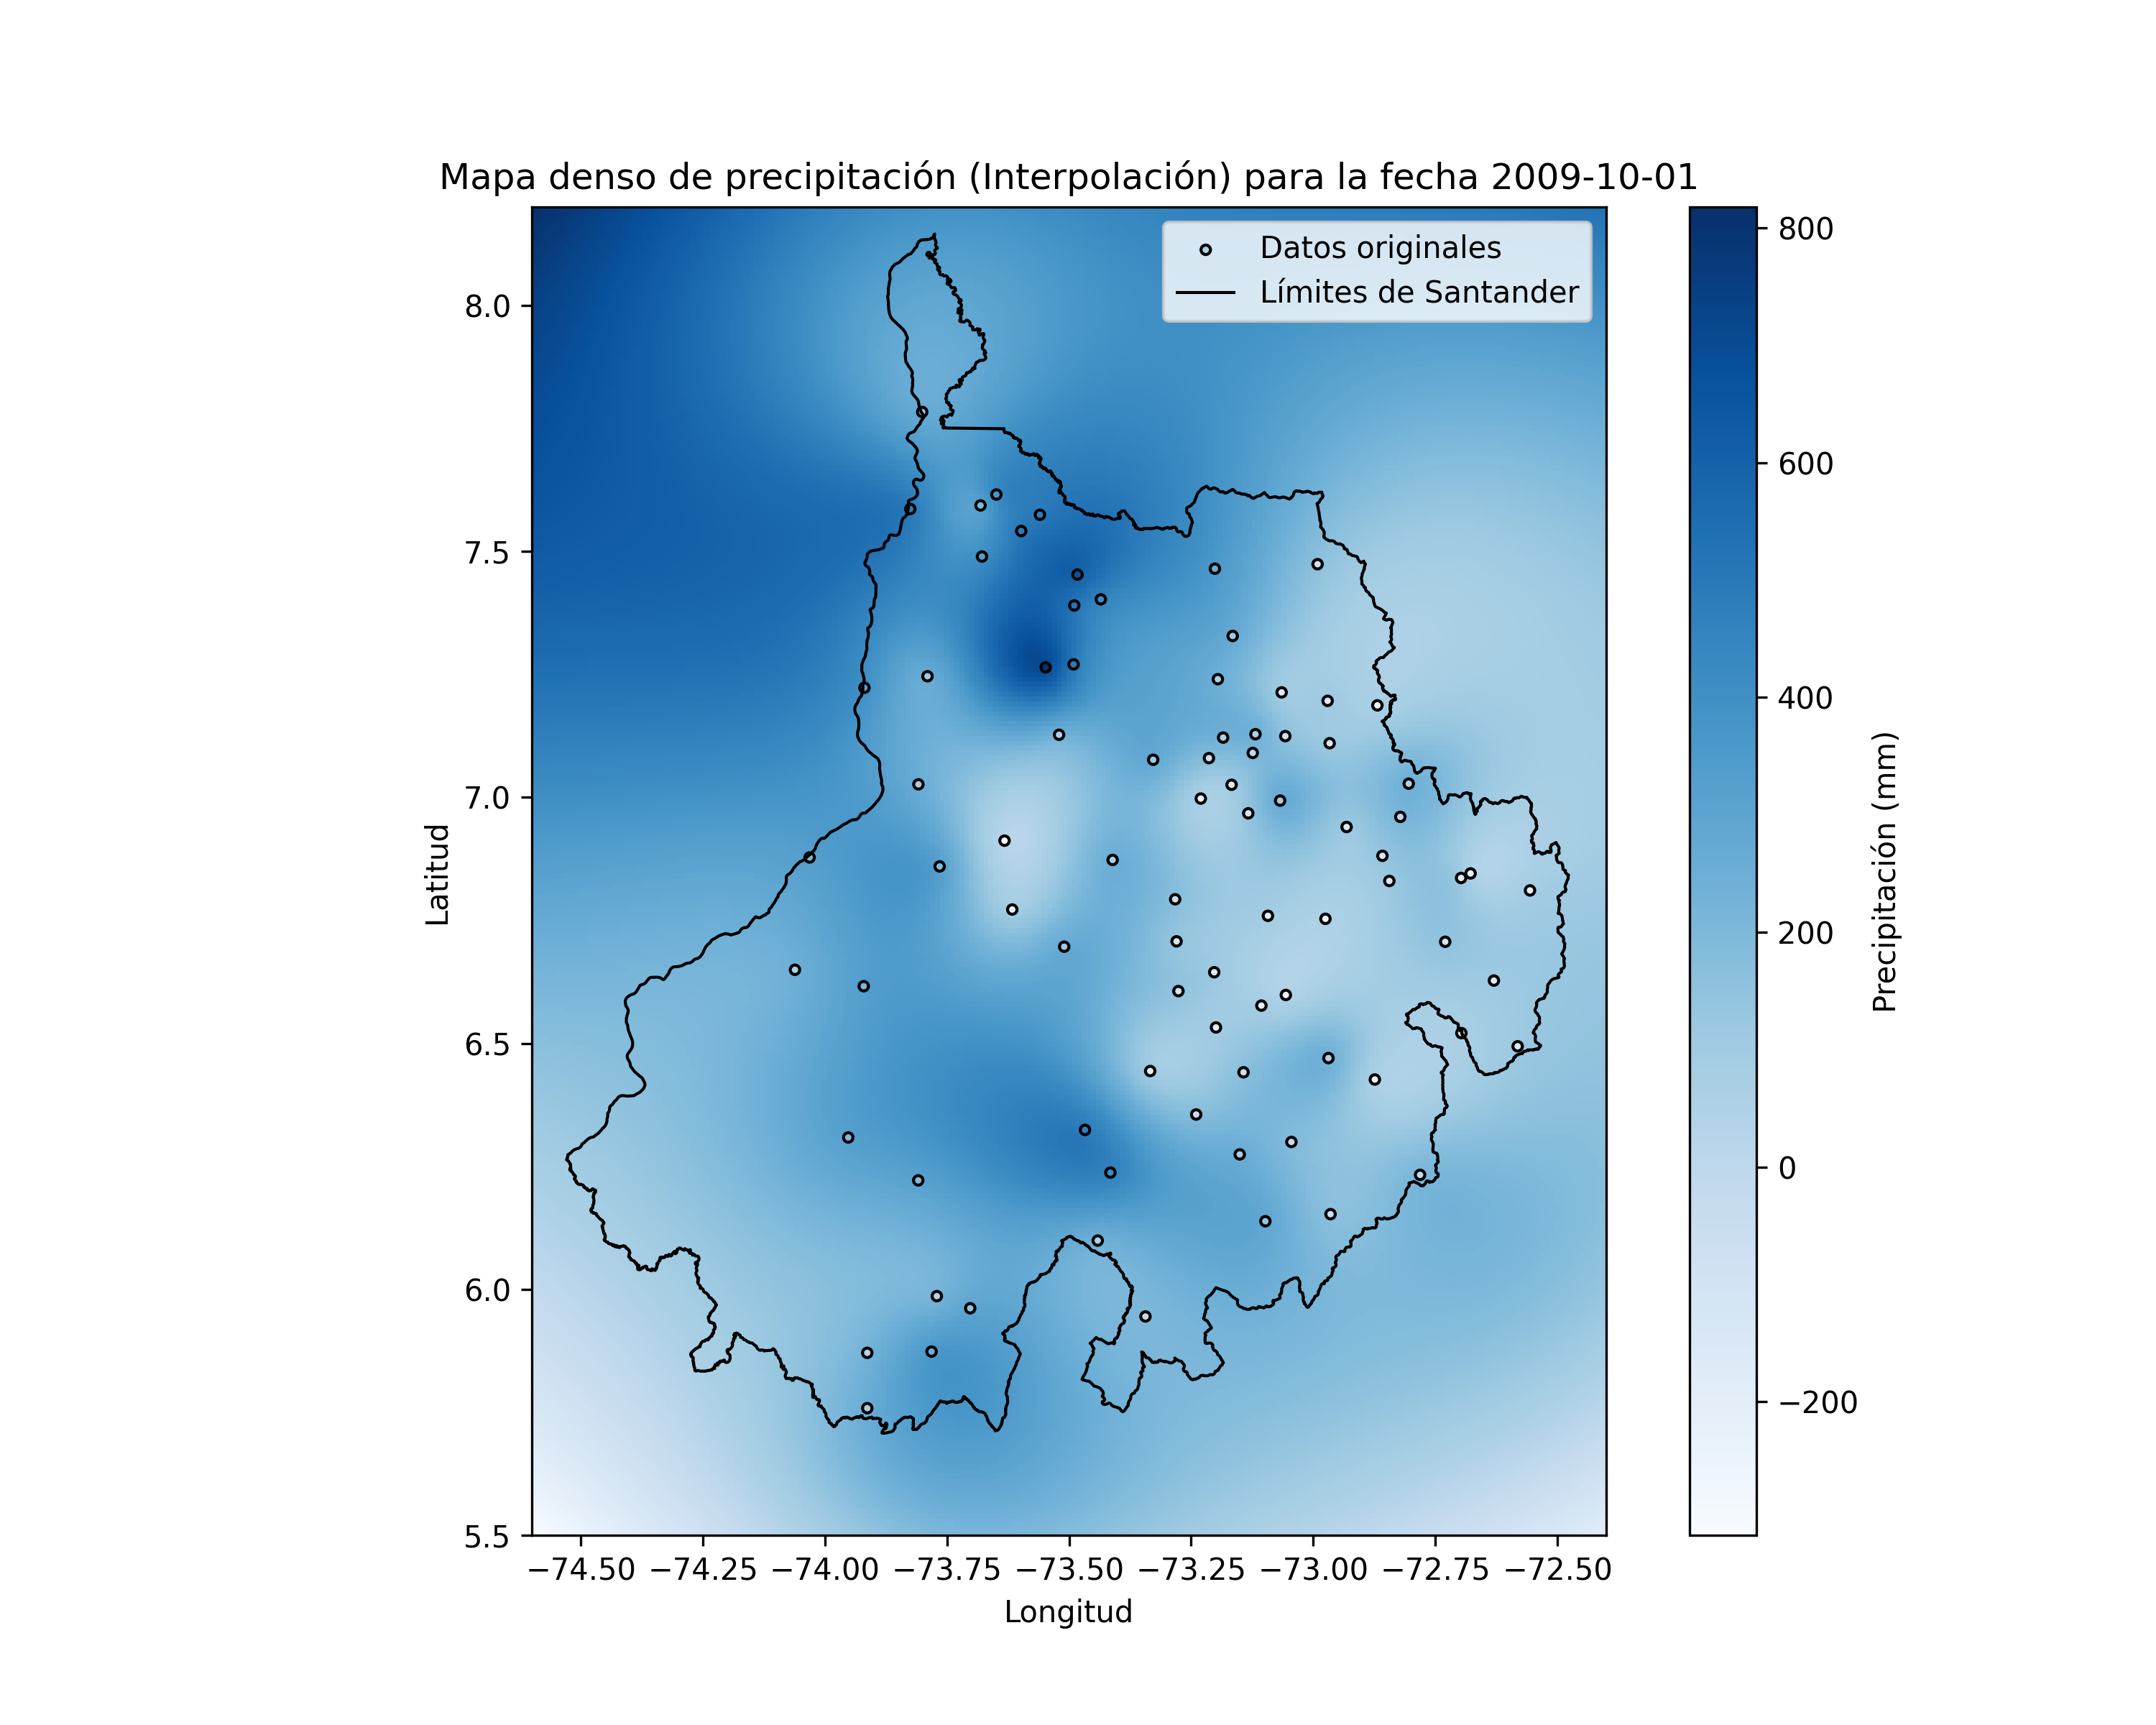 Mapa denso de precipitación (Interpolación) para la fecha 2009-10-01
Datos originales
Límites de Santander
8.0
7.5
7.0
6.5
6.0
5.5
Latitud
−74.50 −74.25 −74.00 −73.75 −73.50 −73.25 −73.00 −72.75 −72.50
Longitud
800
600
400
200
0
−200
Precipitación (mm)